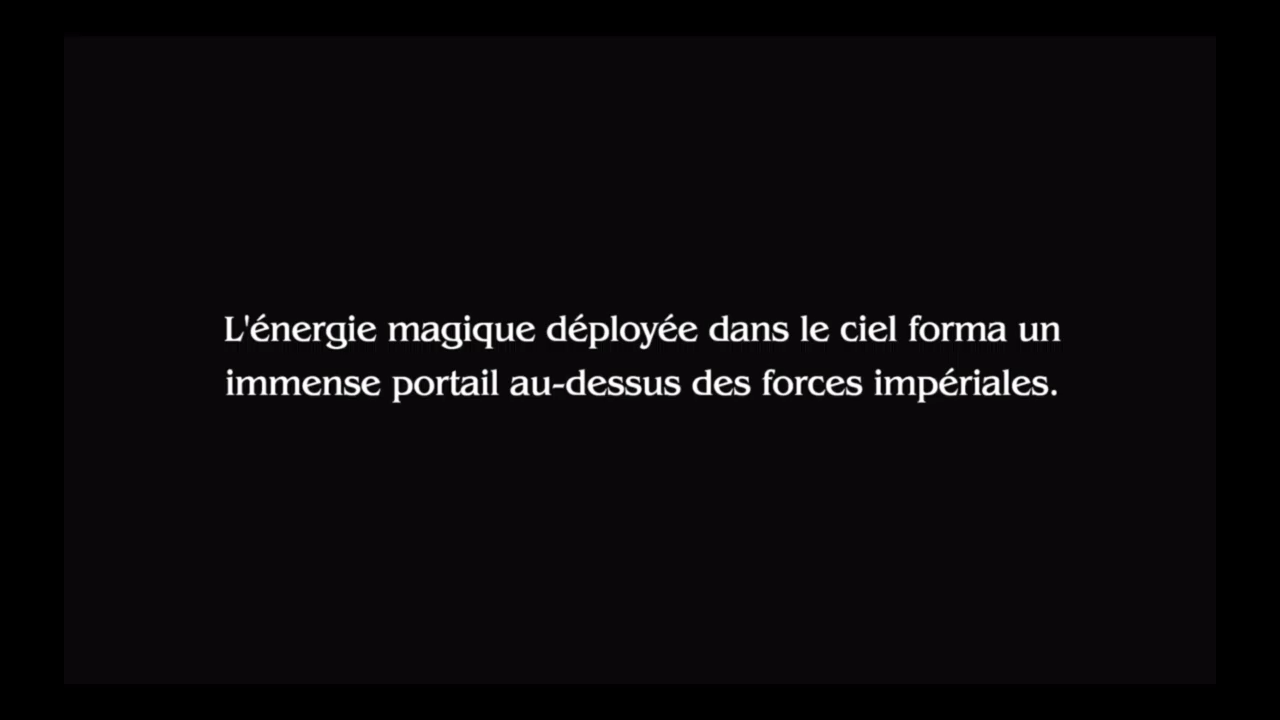 L'énergie magique déployée dans le ciel forma un
immense portail au-dessus des forces impériales.